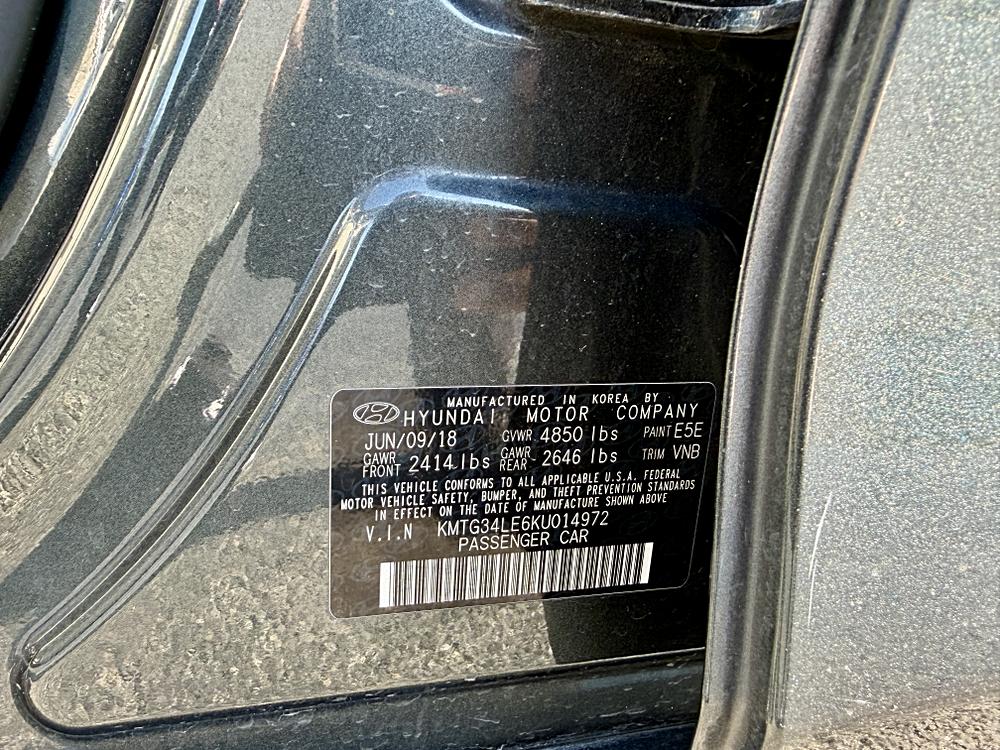 MANUFACTURED IN KOREA BY
HYUNDAI MOTOR COMPANY
JUN/09/18 GVWR 4850 lbs PAINT E5E
GAWR FRONT 2414 lbs GAWR REAR 2646 lbs TRIM VNB
THIS VEHICLE CONFORMS TO ALL APPLICABLE U.S.A. FEDERAL
MOTOR VEHICLE SAFETY, BUMPER, AND THEFT PREVENTION STANDARDS
IN EFFECT ON THE DATE OF MANUFACTURE SHOWN ABOVE
V.I.N KMTG34LE6KU014972
PASSENGER CAR